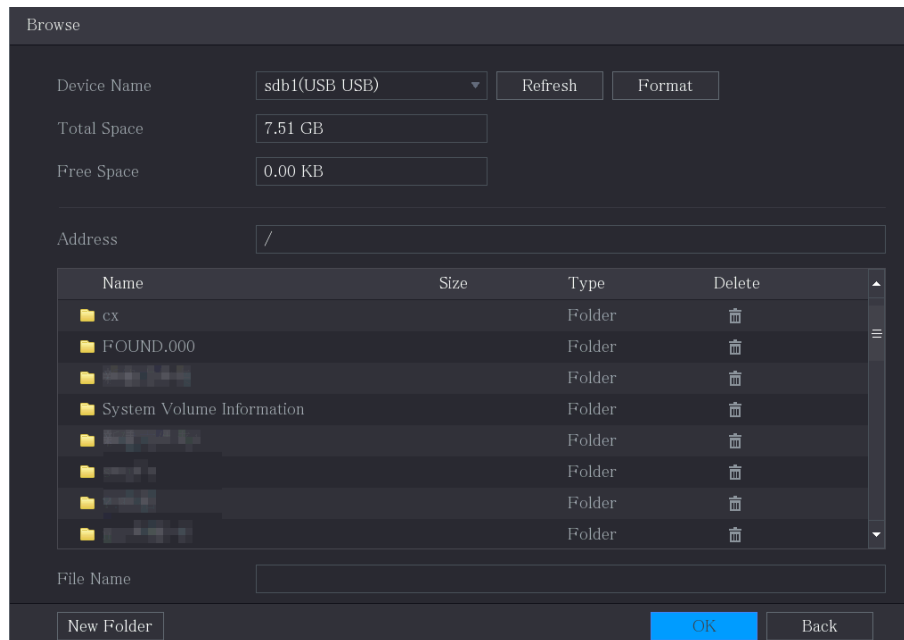 Browse
Device Name sdb1(USB USB) Refresh Format
Total Space 7.51 GB
Free Space 0.00 KB
Address /
Name Size Type Delete
cx Folder
FOUND.000 Folder
Folder
System Volume Information Folder
Folder
Folder
Folder
Folder
File Name
New Folder OK Back